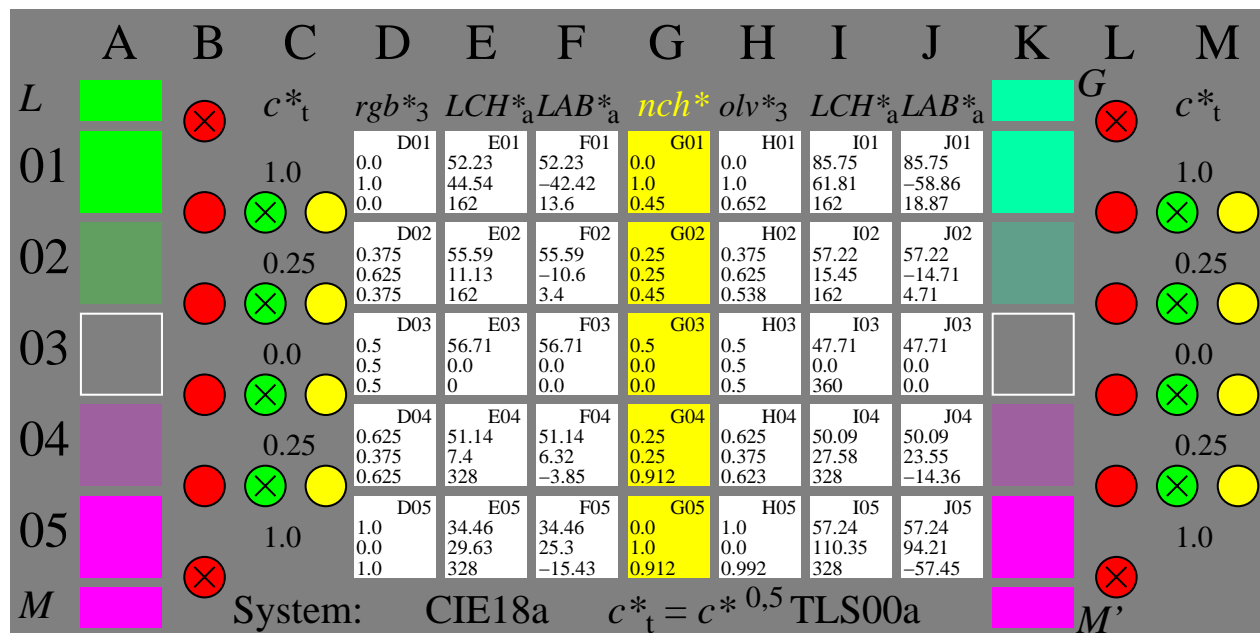 A B C D E F G H I J K L M
L c*t rgb*3 LCH*a LAB*a nch* olv*3 LCH*a LAB*a G c*t
01 1.0 1.0
D01 E01 F01 G01 H01 I01 J01
0.0 52.23 52.23 0.0 0.0 85.75 85.75
1.0 44.54 −42.42 1.0 1.0 61.81 −58.86
0.0 162 13.6 0.45 0.652 162 18.87
02 0.25 0.25
D02 E02 F02 G02 H02 I02 J02
0.375 55.59 55.59 0.25 0.375 57.22 57.22
0.625 11.13 −10.6 0.25 0.625 15.45 −14.71
0.375 162 3.4 0.45 0.538 162 4.71
03 0.0 0.0
D03 E03 F03 G03 H03 I03 J03
0.5 56.71 56.71 0.5 0.5 47.71 47.71
0.5 0.0 0.0 0.0 0.5 0.0 0.0
0.5 0 0.0 0.0 0.5 360 0.0
04 0.25 0.25
D04 E04 F04 G04 H04 I04 J04
0.625 51.14 51.14 0.25 0.625 50.09 50.09
0.375 7.4 6.32 0.25 0.375 27.58 23.55
0.625 328 −3.85 0.912 0.623 328 −14.36
05 1.0 1.0
D05 E05 F05 G05 H05 I05 J05
1.0 34.46 34.46 0.0 1.0 57.24 57.24
0.0 29.63 25.3 1.0 0.0 110.35 94.21
1.0 328 −15.43 0.912 0.992 328 −57.45
M System: CIE18a c*t = c* 0,5 TLS00a M’